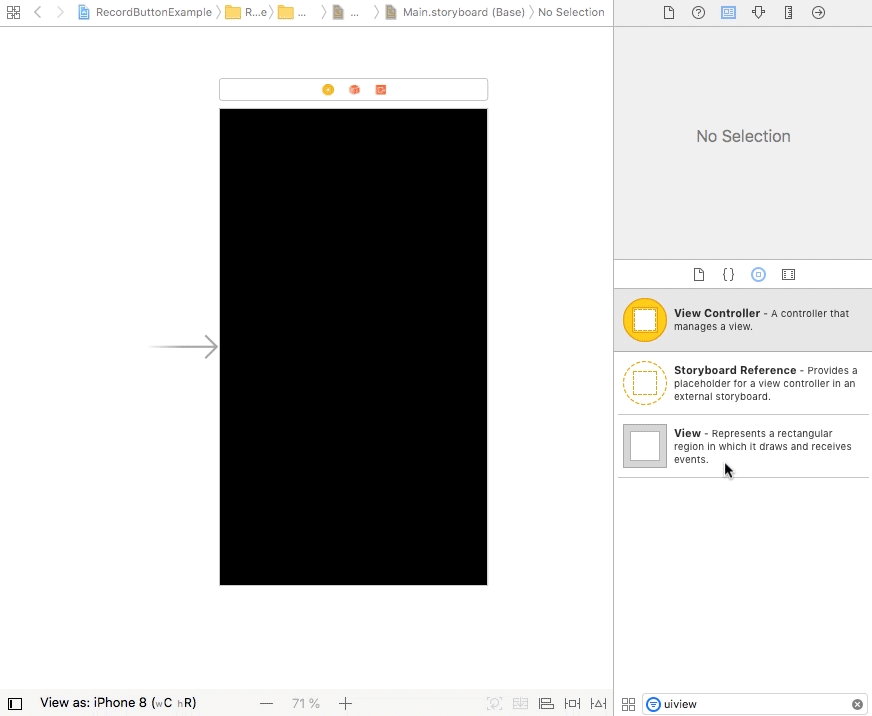 RecordButtonExample R...e ... ... Main.storyboard (Base) No Selection
No Selection
View Controller - A controller that
manages a view.
Storyboard Reference - Provides a
placeholder for a view controller in an
external storyboard.
View - Represents a rectangular
region in which it draws and receives
events.
View as: iPhone 8 (wC hR)
71 %
uiview